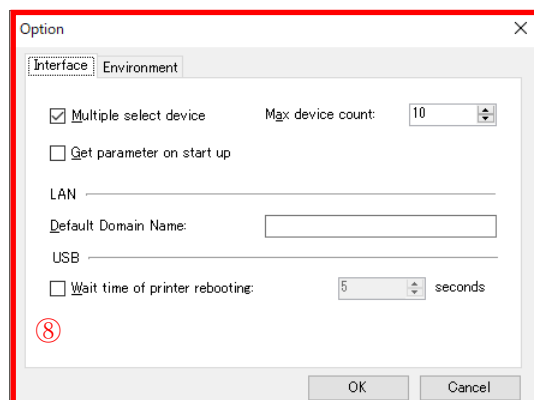 Option
Interface Environment
Multiple select device Max device count: 10
Get parameter on start up
LAN
Default Domain Name:
USB
Wait time of printer rebooting: 5 seconds
⑧
OK Cancel